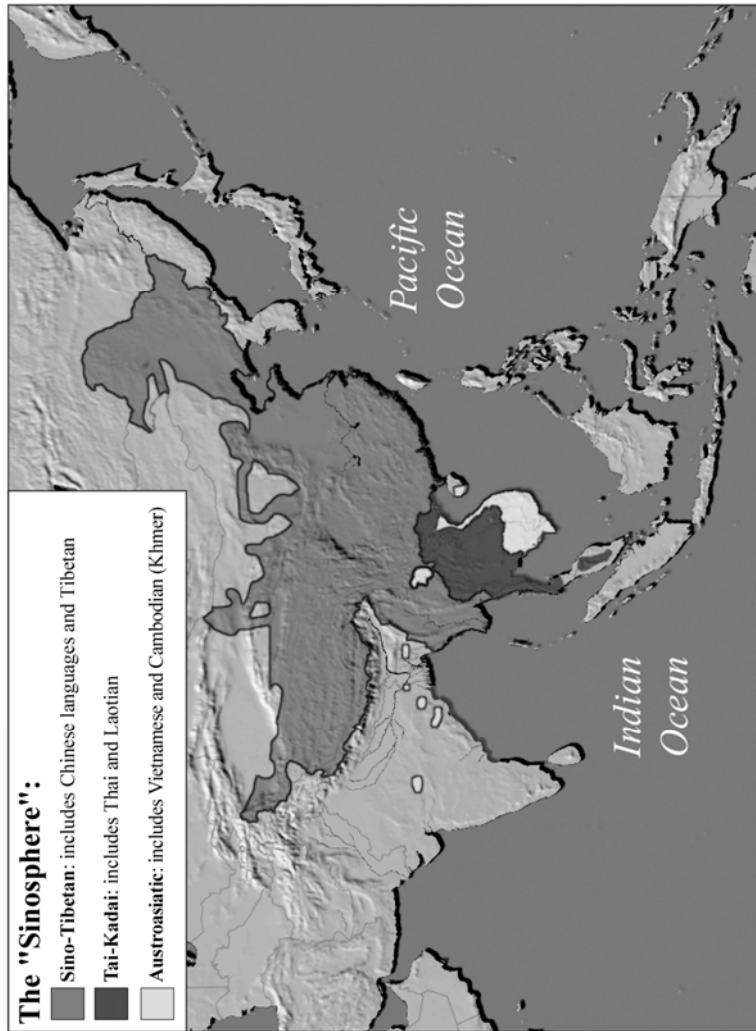 The "Sinosphere":
Sino-Tibetan: includes Chinese languages and Tibetan
Tai-Kadai: includes Thai and Laotian
Austroasiatic: includes Vietnamese and Cambodian (Khmer)
Pacific
Ocean
Indian
Ocean